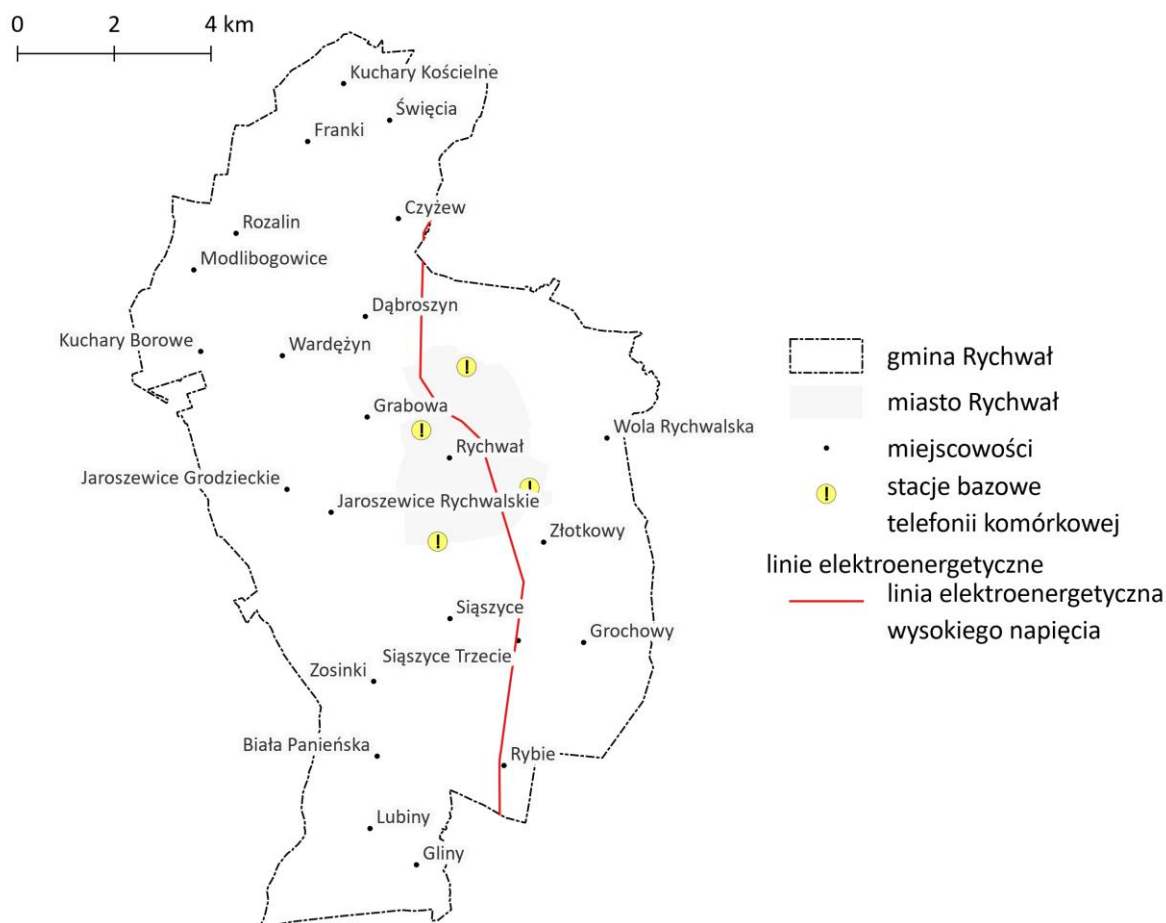 0 2 4 km
Kuchary Kościelne
Święcia
Franki
Czyżew
Rozalin
Modlibogowice
Dąbroszyn
Kuchary Borowe
Wardężyn
Grabowa
Wola Rychwalska
Rychwał
Jaroszewice Grodzieckie
Jaroszewice Rychwalskie
Złotkowy
Siąszyce
Grochowy
Siąszyce Trzecie
Zosinki
Biała Panieńska
Rybie
Lubiny
Gliny
gmina Rychwał
miasto Rychwał
miejscowości
stacje bazowe
telefonii komórkowej
linie elektroenergetyczne
linia elektroenergetyczna
wysokiego napięcia